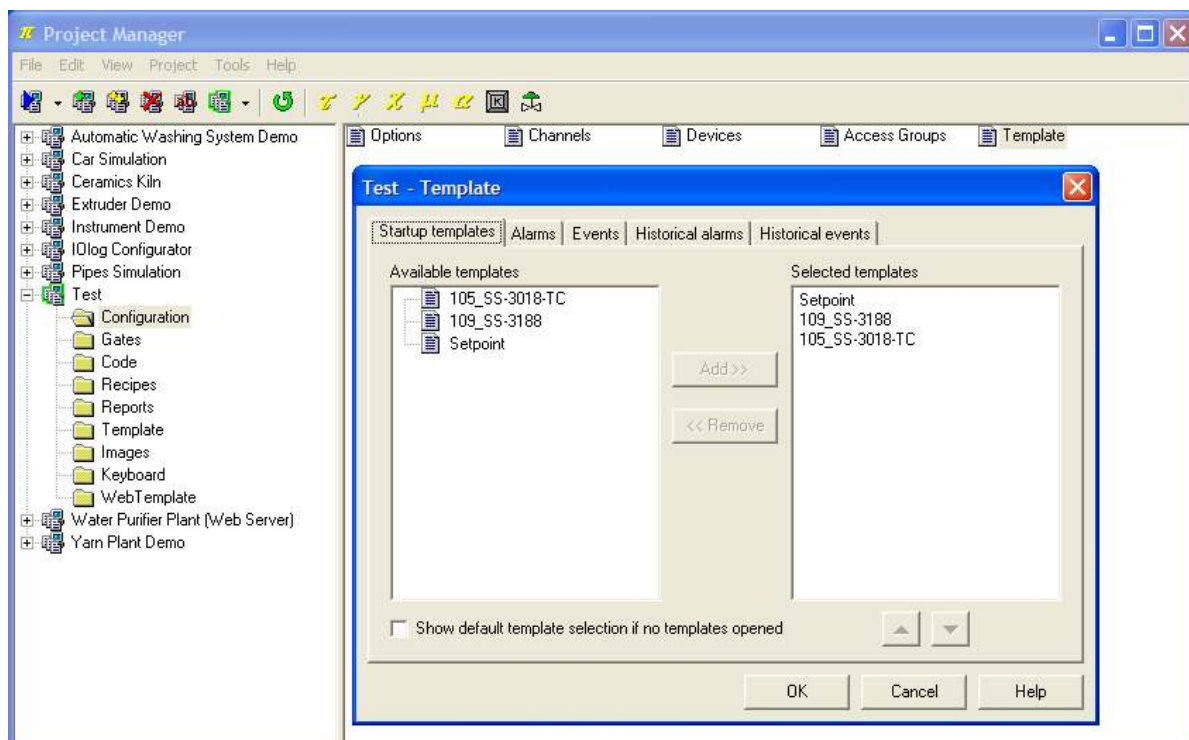 Project Manager
File Edit View Project Tools Help
Automatic Washing System Demo
Car Simulation
Ceramics Kiln
Extruder Demo
Instrument Demo
IOlog Configurator
Pipes Simulation
Test
Configuration
Gates
Code
Recipes
Reports
Template
Images
Keyboard
WebTemplate
Water Purifier Plant (Web Server)
Yarn Plant Demo
Options Channels Devices Access Groups Template
Test - Template
Startup templates Alarms Events Historical alarms Historical events
Available templates
105_SS-3018-TC
109_SS-3188
Setpoint
Add >>
<< Remove
Selected templates
Setpoint
109_SS-3188
105_SS-3018-TC
Show default template selection if no templates opened
OK Cancel Help